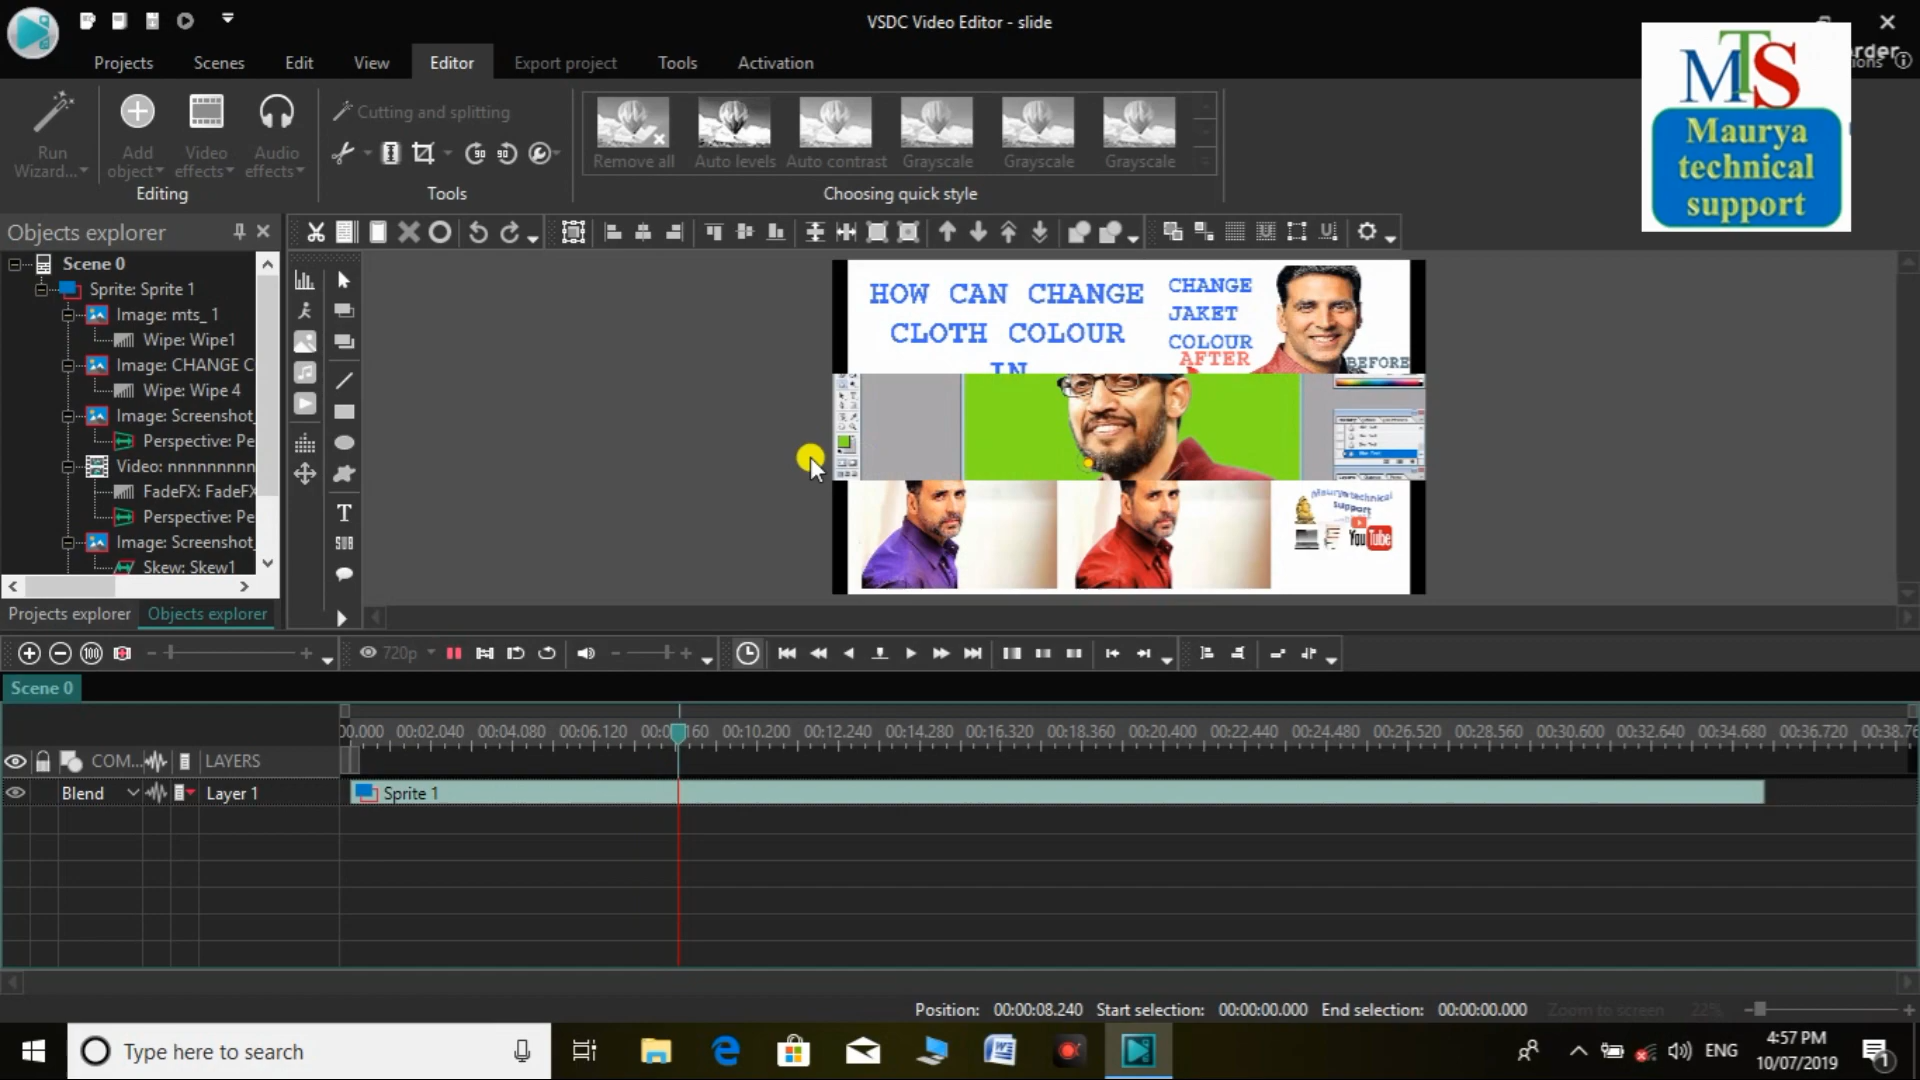 VSDC Video Editor - slide
Projects
Scenes
Edit
View
Editor
Export project
Tools
Activation
MTS
Maurya
technical
support
Run
Wizard...
Add
object
Video
effects
Audio
effects
Editing
Cutting and splitting
Tools
Remove all
Auto levels
Auto contrast
Grayscale
Grayscale
Grayscale
Choosing quick style
Objects explorer
Scene 0
Sprite: Sprite 1
Image: mts_ 1
Wipe: Wipe1
Image: CHANGE C
Wipe: Wipe 4
Image: Screenshot_
Perspective: Pe
Video: nnnnnnnnn
FadeFX: FadeFX
Perspective: Pe
Image: Screenshot_
Skew: Skew1
Projects explorer
Objects explorer
T
SUB
HOW CAN CHANGE
CLOTH COLOUR
IN
CHANGE
JAKET
COLOUR
AFTER
BEFORE
Maurya technical
support
YouTube
100
720p
Scene 0
00.000 00:02.040 00:04.080 00:06.120 00:0 160 00:10.200 00:12.240 00:14.280 00:16.320 00:18.360 00:20.400 00:22.440 00:24.480 00:26.520 00:28.560 00:30.600 00:32.640 00:34.680 00:36.720 00:38.76
COM...
LAYERS
Blend
Layer 1
Sprite 1
Position: 00:00:08.240 Start selection: 00:00:00.000 End selection: 00:00:00.000 Zoom to screen 22%
Type here to search
ENG
4:57 PM
10/07/2019
1